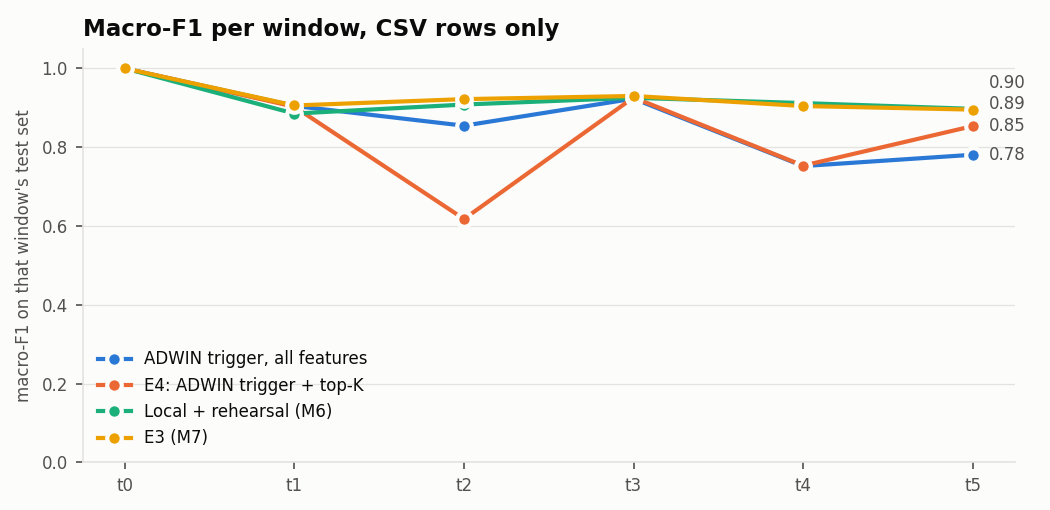 Macro-F1 per window, CSV rows only
macro-F1 on that window's test set
1.0
0.8
0.6
0.4
0.2
0.0
0.90
0.89
0.85
0.78
ADWIN trigger, all features
E4: ADWIN trigger + top-K
Local + rehearsal (M6)
E3 (M7)
t0 t1 t2 t3 t4 t5